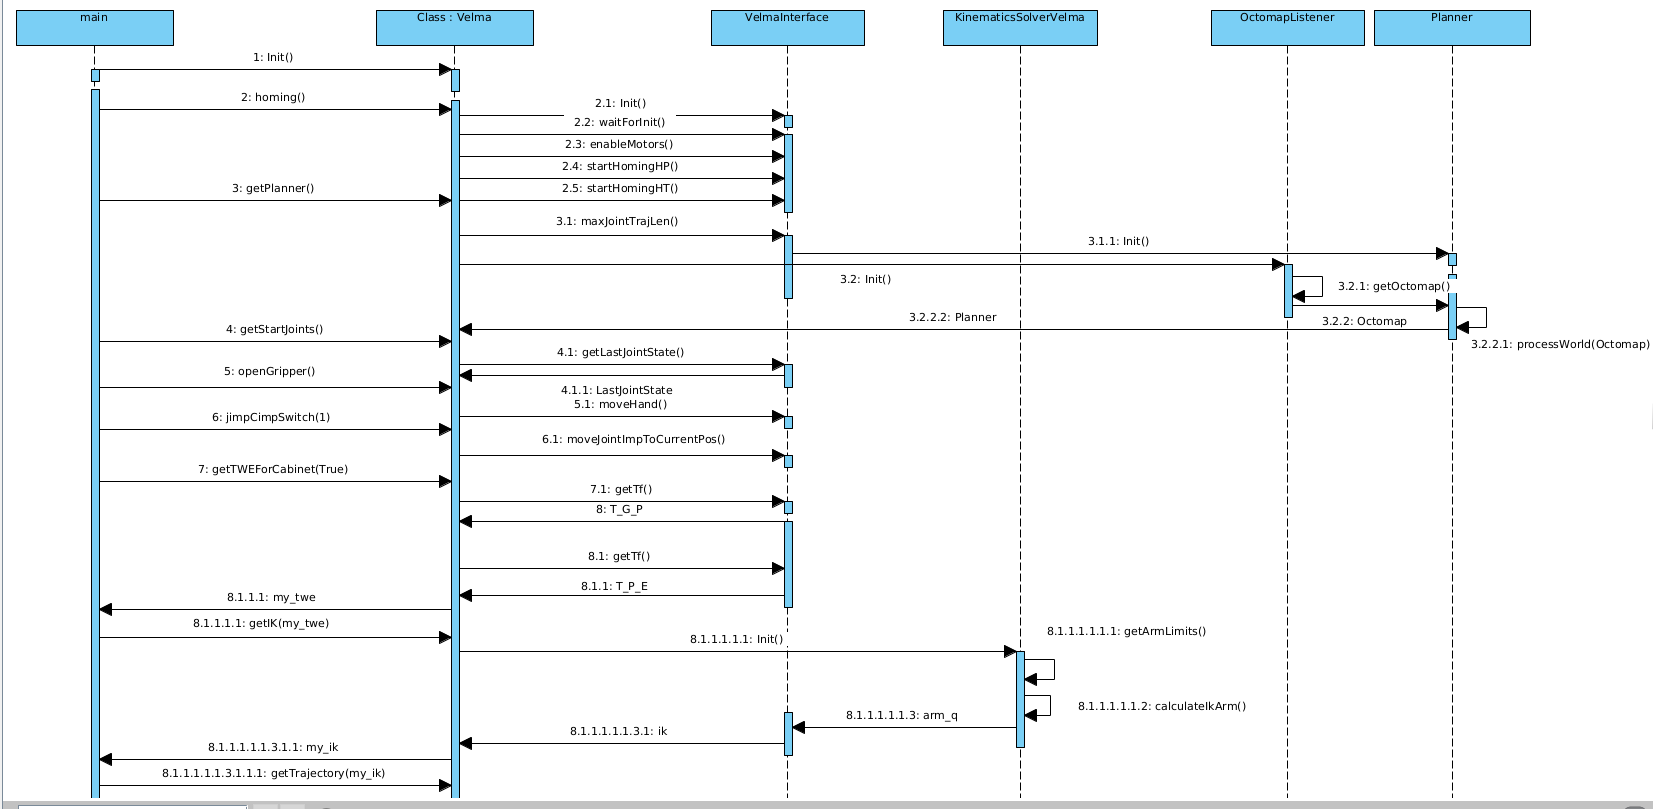 main
Class : Velma
VelmaInterface
KinematicsSolverVelma
OctomapListener
Planner
1: Init()
2: homing()
2.1: Init()
2.2: waitForInit()
2.3: enableMotors()
2.4: startHomingHP()
3: getPlanner()
2.5: startHomingHT()
3.1: maxJointTrajLen()
3.1.1: Init()
3.2: Init()
3.2.1: getOctomap()
3.2.2.2: Planner
3.2.2: Octomap
4: getStartJoints()
3.2.2.1: processWorld(Octomap)
4.1: getLastJointState()
5: openGripper()
4.1.1: LastJointState
5.1: moveHand()
6: jimpCimpSwitch(1)
6.1: moveJointImpToCurrentPos()
7: getTWEForCabinet(True)
7.1: getTf()
8: T_G_P
8.1: getTf()
8.1.1: T_P_E
8.1.1.1: my_twe
8.1.1.1.1: getIK(my_twe)
8.1.1.1.1.1: Init()
8.1.1.1.1.1.1: getArmLimits()
8.1.1.1.1.1.2: calculateIkArm()
8.1.1.1.1.1.3: arm_q
8.1.1.1.1.1.3.1: ik
8.1.1.1.1.1.3.1.1: my_ik
8.1.1.1.1.1.3.1.1.1: getTrajectory(my_ik)